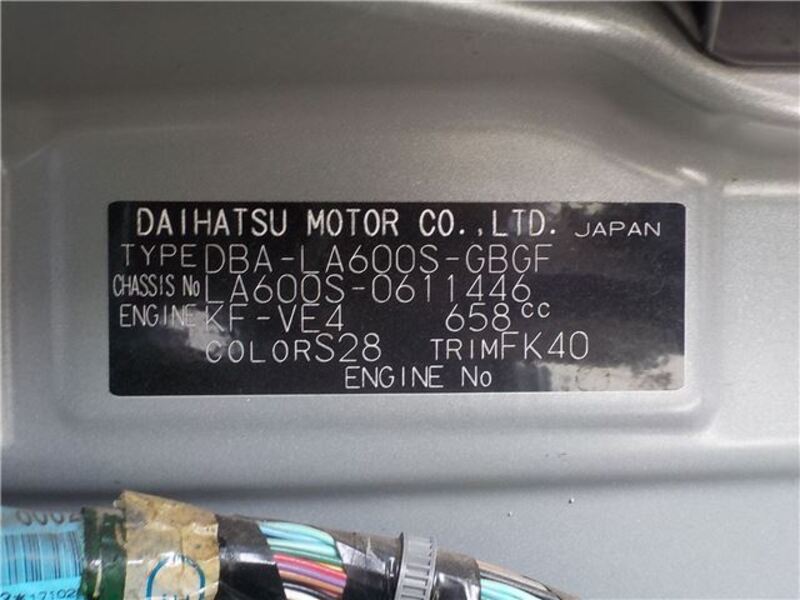 DAIHATSU MOTOR CO.,LTD. JAPAN
TYPE DBA-LA600S-GBGF
CHASSIS No LA600S-0611446
ENGINE KF-VE4 658cc
COLOR S28 TRIM FK40
ENGINE No